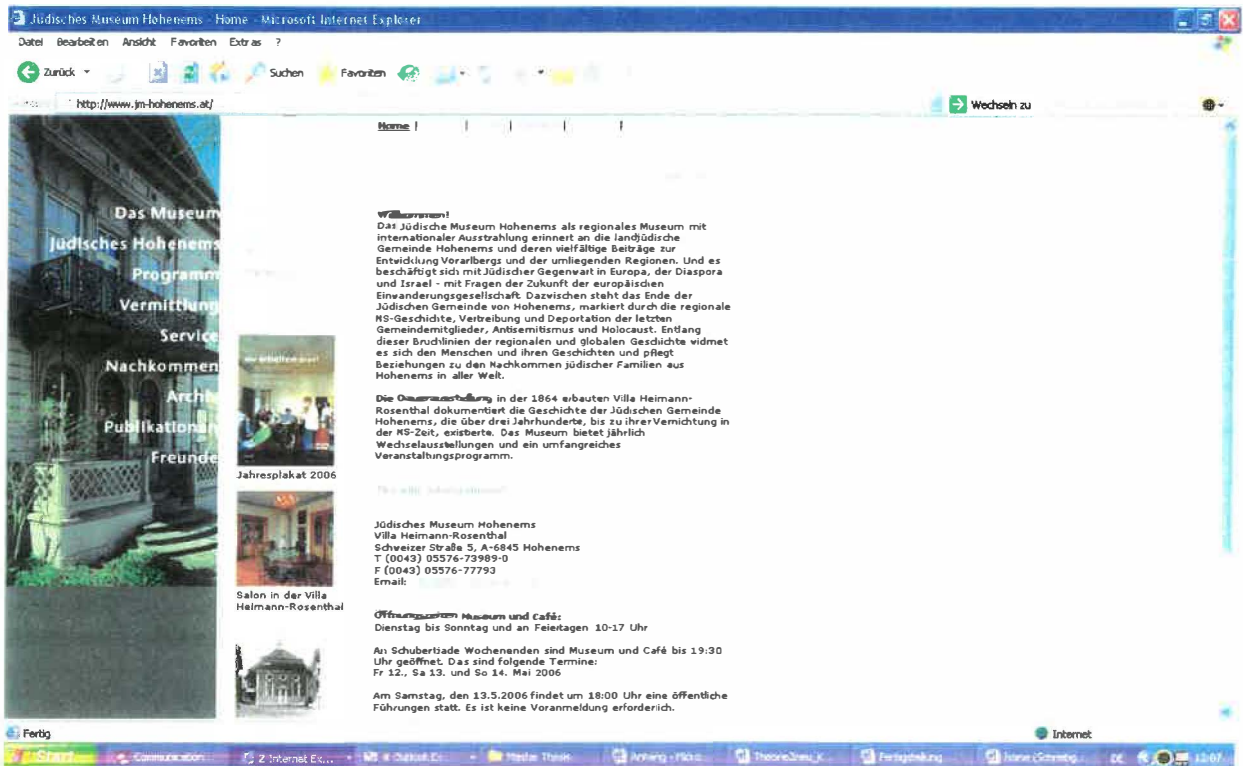 Jüdisches Museum Hohenems - Home - Microsoft Internet Explorer
Datei Bearbeiten Ansicht Favoriten Extras ?
Zurück Suchen Favoriten
http://www.jm-hohenems.at/ Wechseln zu
Home | | | | |
Das Museum
Jüdisches Hohenems
Programm
Vermittlung
Service
Nachkommen
Archiv
Publikationen
Freunde
Jahresplakat 2006
Salon in der Villa
Heimann-Rosenthal
Willkommen!
Das Jüdische Museum Hohenems als regionales Museum mit
internationaler Ausstrahlung erinnert an die landjüdische
Gemeinde Hohenems und deren vielfältige Beiträge zur
Entwicklung Vorarlbergs und der umliegenden Regionen. Und es
beschäftigt sich mit Jüdischer Gegenwart in Europa, der Diaspora
und Israel - mit Fragen der Zukunft der europäischen
Einwanderungsgesellschaft. Dazwischen steht das Ende der
Jüdischen Gemeinde von Hohenems, markiert durch die regionale
NS-Geschichte, Vertreibung und Deportation der letzten
Gemeindemitglieder, Antisemitismus und Holocaust. Entlang
dieser Bruchlinien der regionalen und globalen Geschichte widmet
es sich den Menschen und ihren Geschichten und pflegt
Beziehungen zu den Nachkommen jüdischer Familien aus
Hohenems in aller Welt.
Die Dauerausstellung in der 1864 erbauten Villa Heimann-
Rosenthal dokumentiert die Geschichte der Jüdischen Gemeinde
Hohenems, die über drei Jahrhunderte, bis zu ihrer Vernichtung in
der NS-Zeit, existierte. Das Museum bietet jährlich
Wechselausstellungen und ein umfangreiches
Veranstaltungsprogramm.
Jüdisches Museum Hohenems
Villa Heimann-Rosenthal
Schweizer Straße 5, A-6845 Hohenems
T (0043) 05576-73989-0
F (0043) 05576-77793
Email:
Öffnungszeiten Museum und Café:
Dienstag bis Sonntag und an Feiertagen 10-17 Uhr
An Schubertiade Wochenenden sind Museum und Café bis 19:30
Uhr geöffnet. Das sind folgende Termine:
Fr 12., Sa 13. und So 14. Mai 2006
Am Samstag, den 13.5.2006 findet um 18:00 Uhr eine öffentliche
Führungen statt. Es ist keine Voranmeldung erforderlich.
Fertig Internet
Start Communication 2 Internet Ex... Master Thesis Anhang - Micro... Fertigstellung DE 12:07